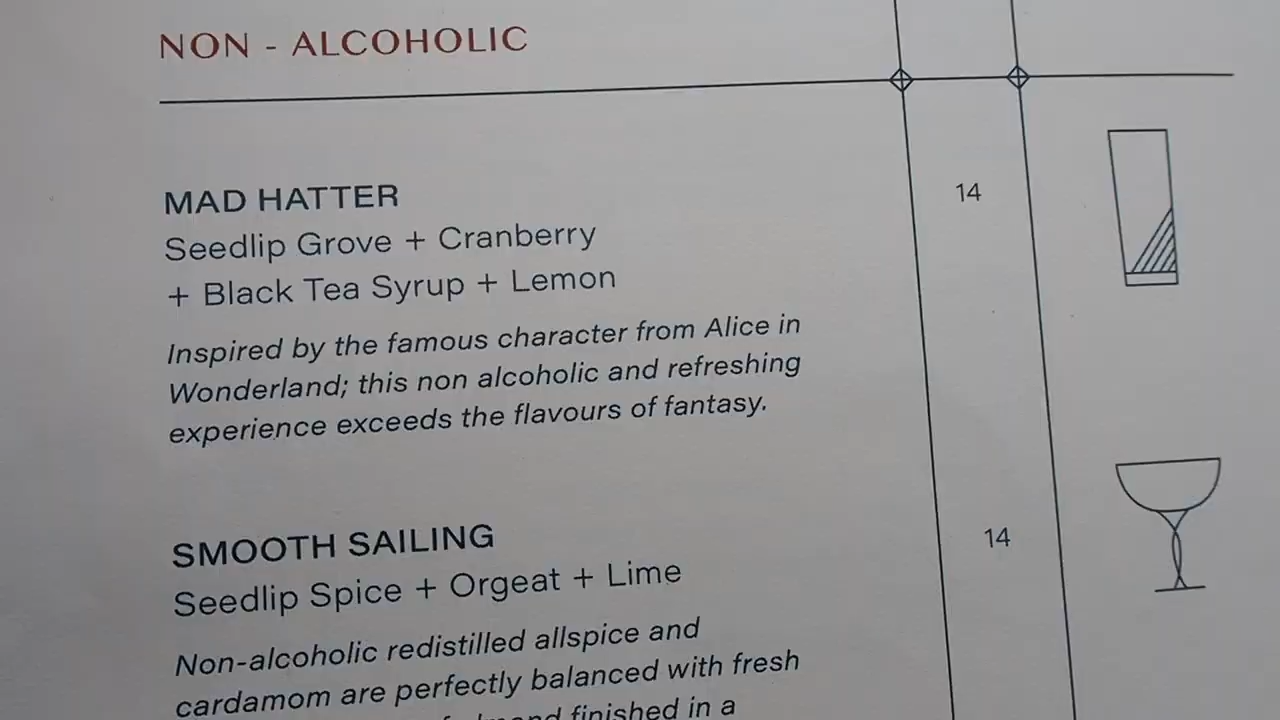 NON - ALCOHOLIC
MAD HATTER
14
Seedlip Grove + Cranberry
+ Black Tea Syrup + Lemon
Inspired by the famous character from Alice in
Wonderland; this non alcoholic and refreshing
experience exceeds the flavours of fantasy.
SMOOTH SAILING
14
Seedlip Spice + Orgeat + Lime
Non-alcoholic redistilled allspice and
cardamom are perfectly balanced with fresh
finished in a